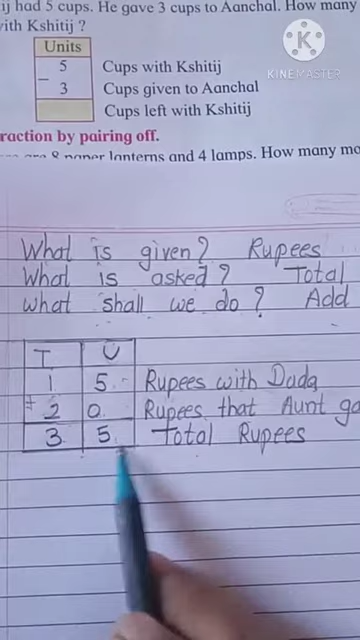 ij had 5 cups. He gave 3 cups to Aanchal. How many
with Kshitij ?
Units
5 Cups with Kshitij
− 3 Cups given to Aanchal
Cups left with Kshitij
KINEMASTER
raction by pairing off.
are 8 paper lanterns and 4 lamps. How many mo
What is given? Rupees
What is asked? Total
What shall we do? Add
T U
1 5 Rupees with Dada
+ 2 0 Rupees that Aunt ga
3 5 Total Rupees